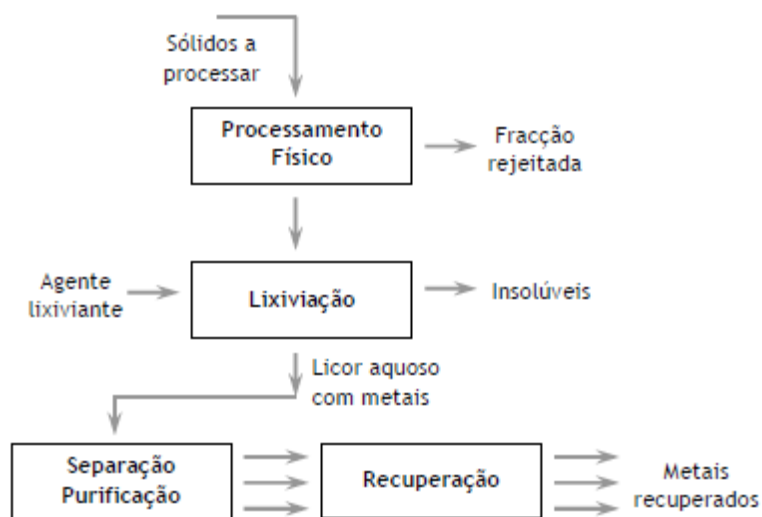 Sólidos a
processar
Processamento
Físico
Fracção
rejeitada
Agente
lixiviante
Lixiviação
Insolúveis
Licor aquoso
com metais
Separação
Purificação
Recuperação
Metais
recuperados